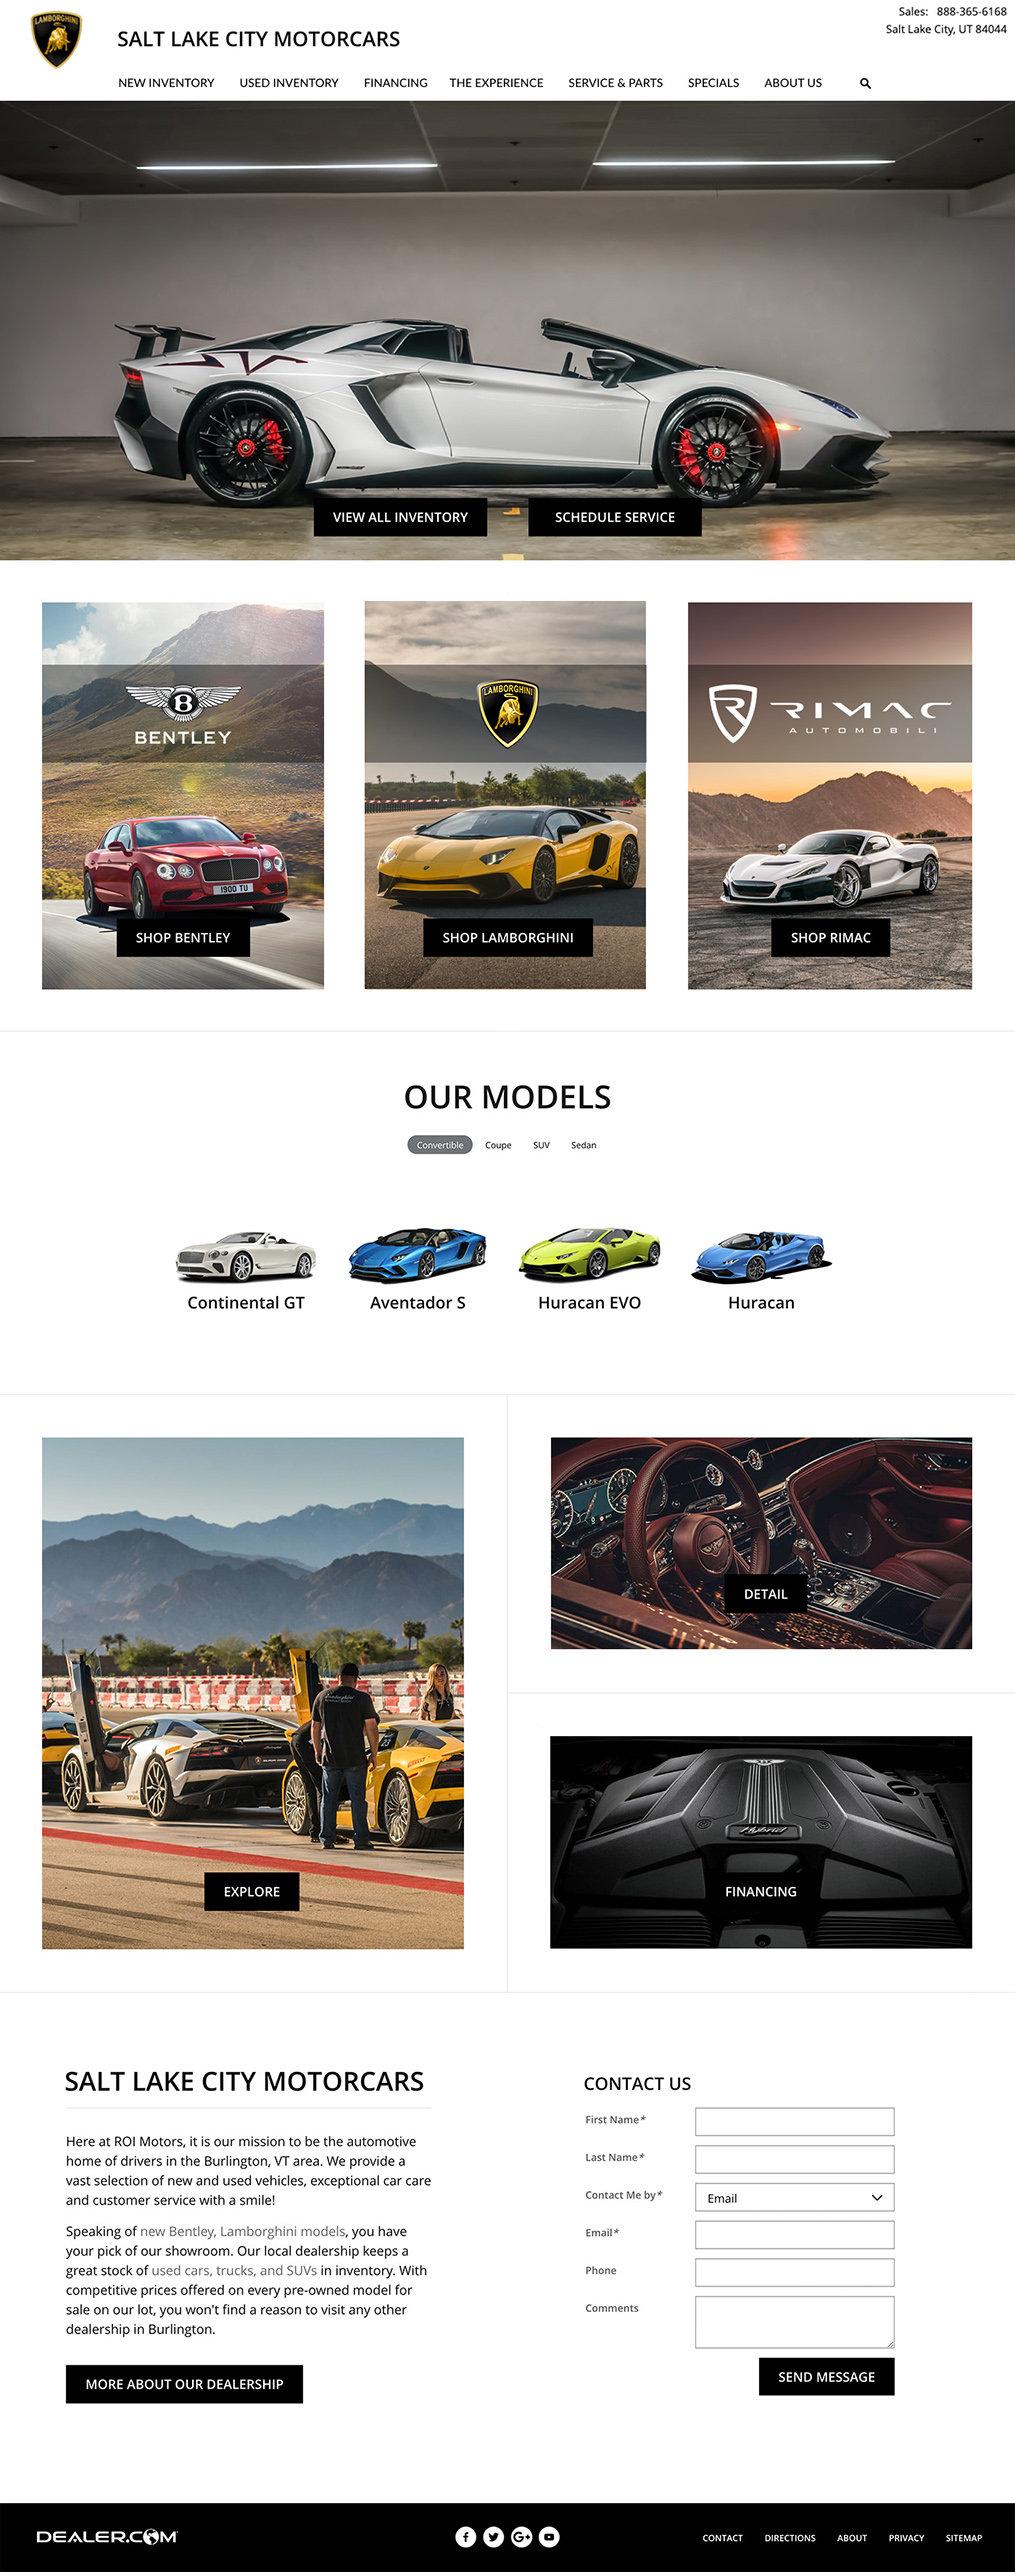 LAMBORGHINI
Sales: 888-365-6168
Salt Lake City, UT 84044
SALT LAKE CITY MOTORCARS
NEW INVENTORY USED INVENTORY FINANCING THE EXPERIENCE SERVICE & PARTS SPECIALS ABOUT US
VIEW ALL INVENTORY SCHEDULE SERVICE
B
BENTLEY
LAMBORGHINI
RIMAC
AUTOMOBILI
1900 TU
SHOP BENTLEY SHOP LAMBORGHINI SHOP RIMAC
OUR MODELS
Convertible Coupe SUV Sedan
Continental GT Aventador S Huracan EVO Huracan
DETAIL
Lamborghini
23
Hybrid
EXPLORE
FINANCING
SALT LAKE CITY MOTORCARS
Here at ROI Motors, it is our mission to be the automotive
home of drivers in the Burlington, VT area. We provide a
vast selection of new and used vehicles, exceptional car care
and customer service with a smile!
Speaking of new Bentley, Lamborghini models, you have
your pick of our showroom. Our local dealership keeps a
great stock of used cars, trucks, and SUVs in inventory. With
competitive prices offered on every pre-owned model for
sale on our lot, you won't find a reason to visit any other
dealership in Burlington.
MORE ABOUT OUR DEALERSHIP
CONTACT US
First Name*
Last Name*
Contact Me by* Email
Email*
Phone
Comments
SEND MESSAGE
DEALER.COM
CONTACT DIRECTIONS ABOUT PRIVACY SITEMAP